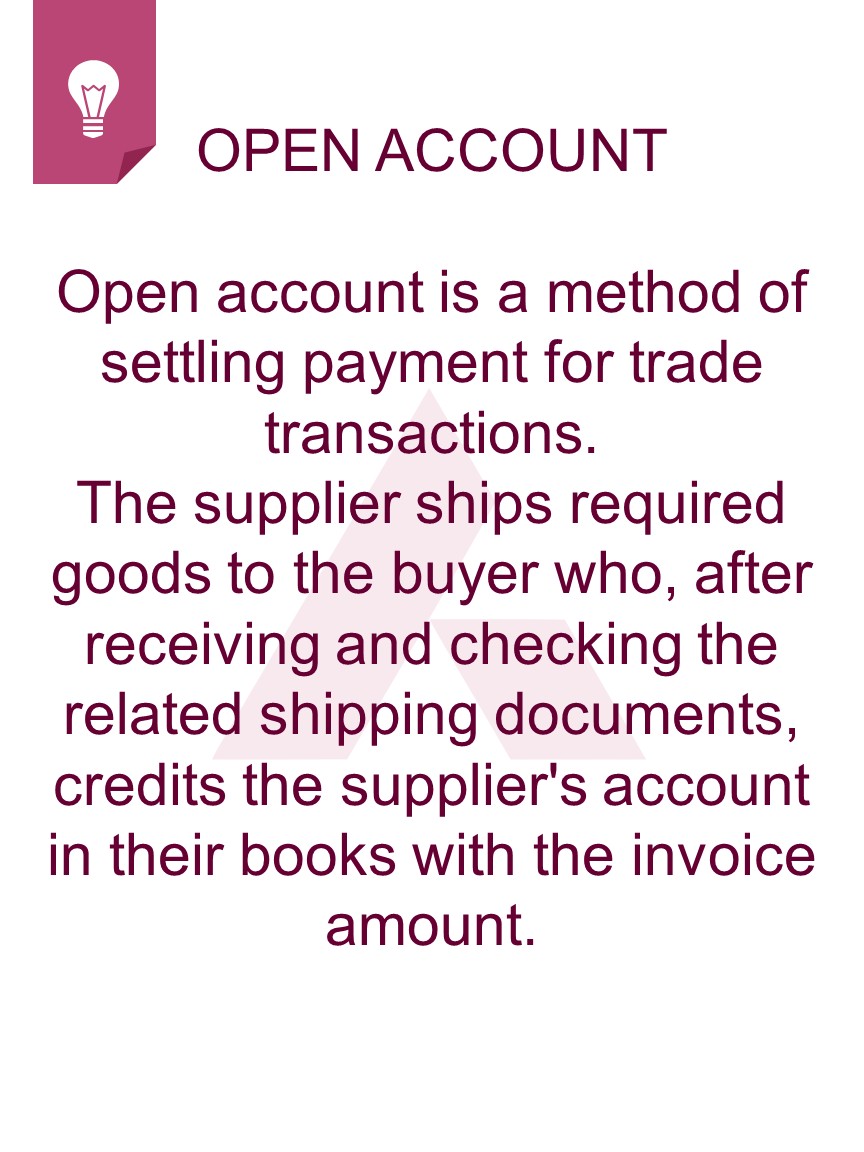 OPEN ACCOUNT
Open account is a method of
settling payment for trade
transactions.
The supplier ships required
goods to the buyer who, after
receiving and checking the
related shipping documents,
credits the supplier's account
in their books with the invoice
amount.